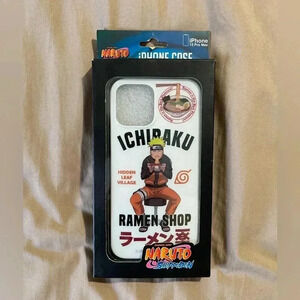 NARUTO iPHONE CASE
iPhone
ICHIRAKU
HIDDEN LEAF
VILLAGE
RAMEN SHOP
ラーメン
NARUTO
SHIPPUDEN